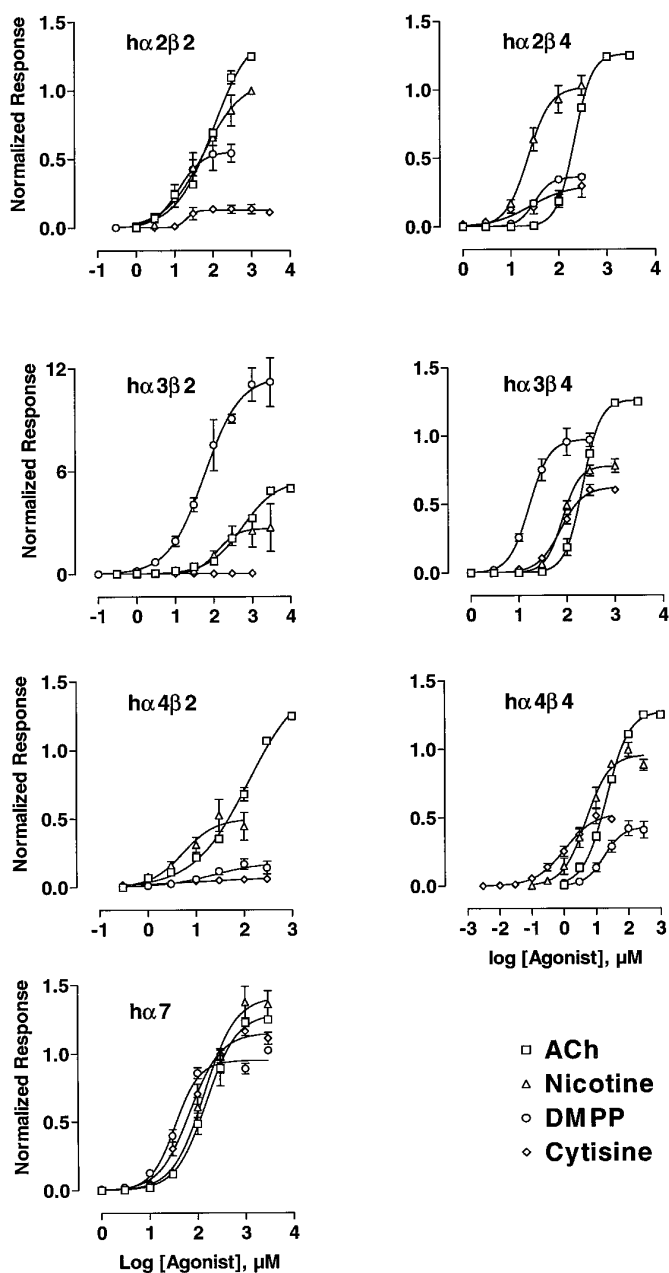 hα2β2
Normalized Response
1.5
1.0
0.5
0.0
-1 0 1 2 3 4
hα2β4
1.5
1.0
0.5
0.0
0 1 2 3 4
hα3β2
Normalized Response
12
6
0
-1 0 1 2 3 4
hα3β4
1.5
1.0
0.5
0.0
0 1 2 3 4
hα4β2
Normalized Response
1.5
1.0
0.5
0.0
-1 0 1 2 3
hα4β4
1.5
1.0
0.5
0.0
-3 -2 -1 0 1 2 3
log [Agonist], µM
hα7
Normalized Response
1.5
1.0
0.5
0.0
0 1 2 3 4
Log [Agonist], µM
ACh
Nicotine
DMPP
Cytisine